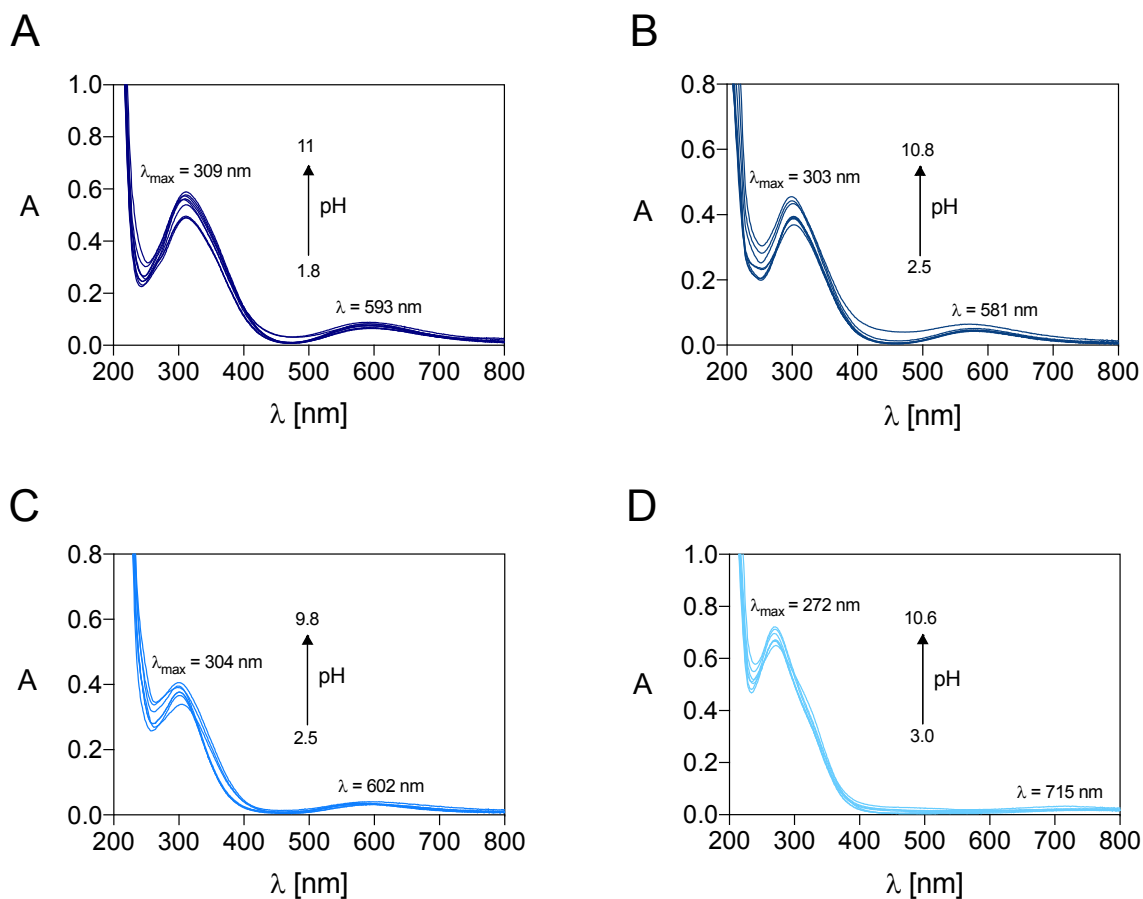 A
1.0
0.8
0.6
0.4
0.2
0.0
A
λmax = 309 nm
11
pH
1.8
λ = 593 nm
200 300 400 500 600 700 800
λ [nm]
B
0.8
0.6
0.4
0.2
0.0
A
λmax = 303 nm
10.8
pH
2.5
λ = 581 nm
200 300 400 500 600 700 800
λ [nm]
C
0.8
0.6
0.4
0.2
0.0
A
λmax = 304 nm
9.8
pH
2.5
λ = 602 nm
200 300 400 500 600 700 800
λ [nm]
D
1.0
0.8
0.6
0.4
0.2
0.0
A
λmax = 272 nm
10.6
pH
3.0
λ = 715 nm
200 300 400 500 600 700 800
λ [nm]